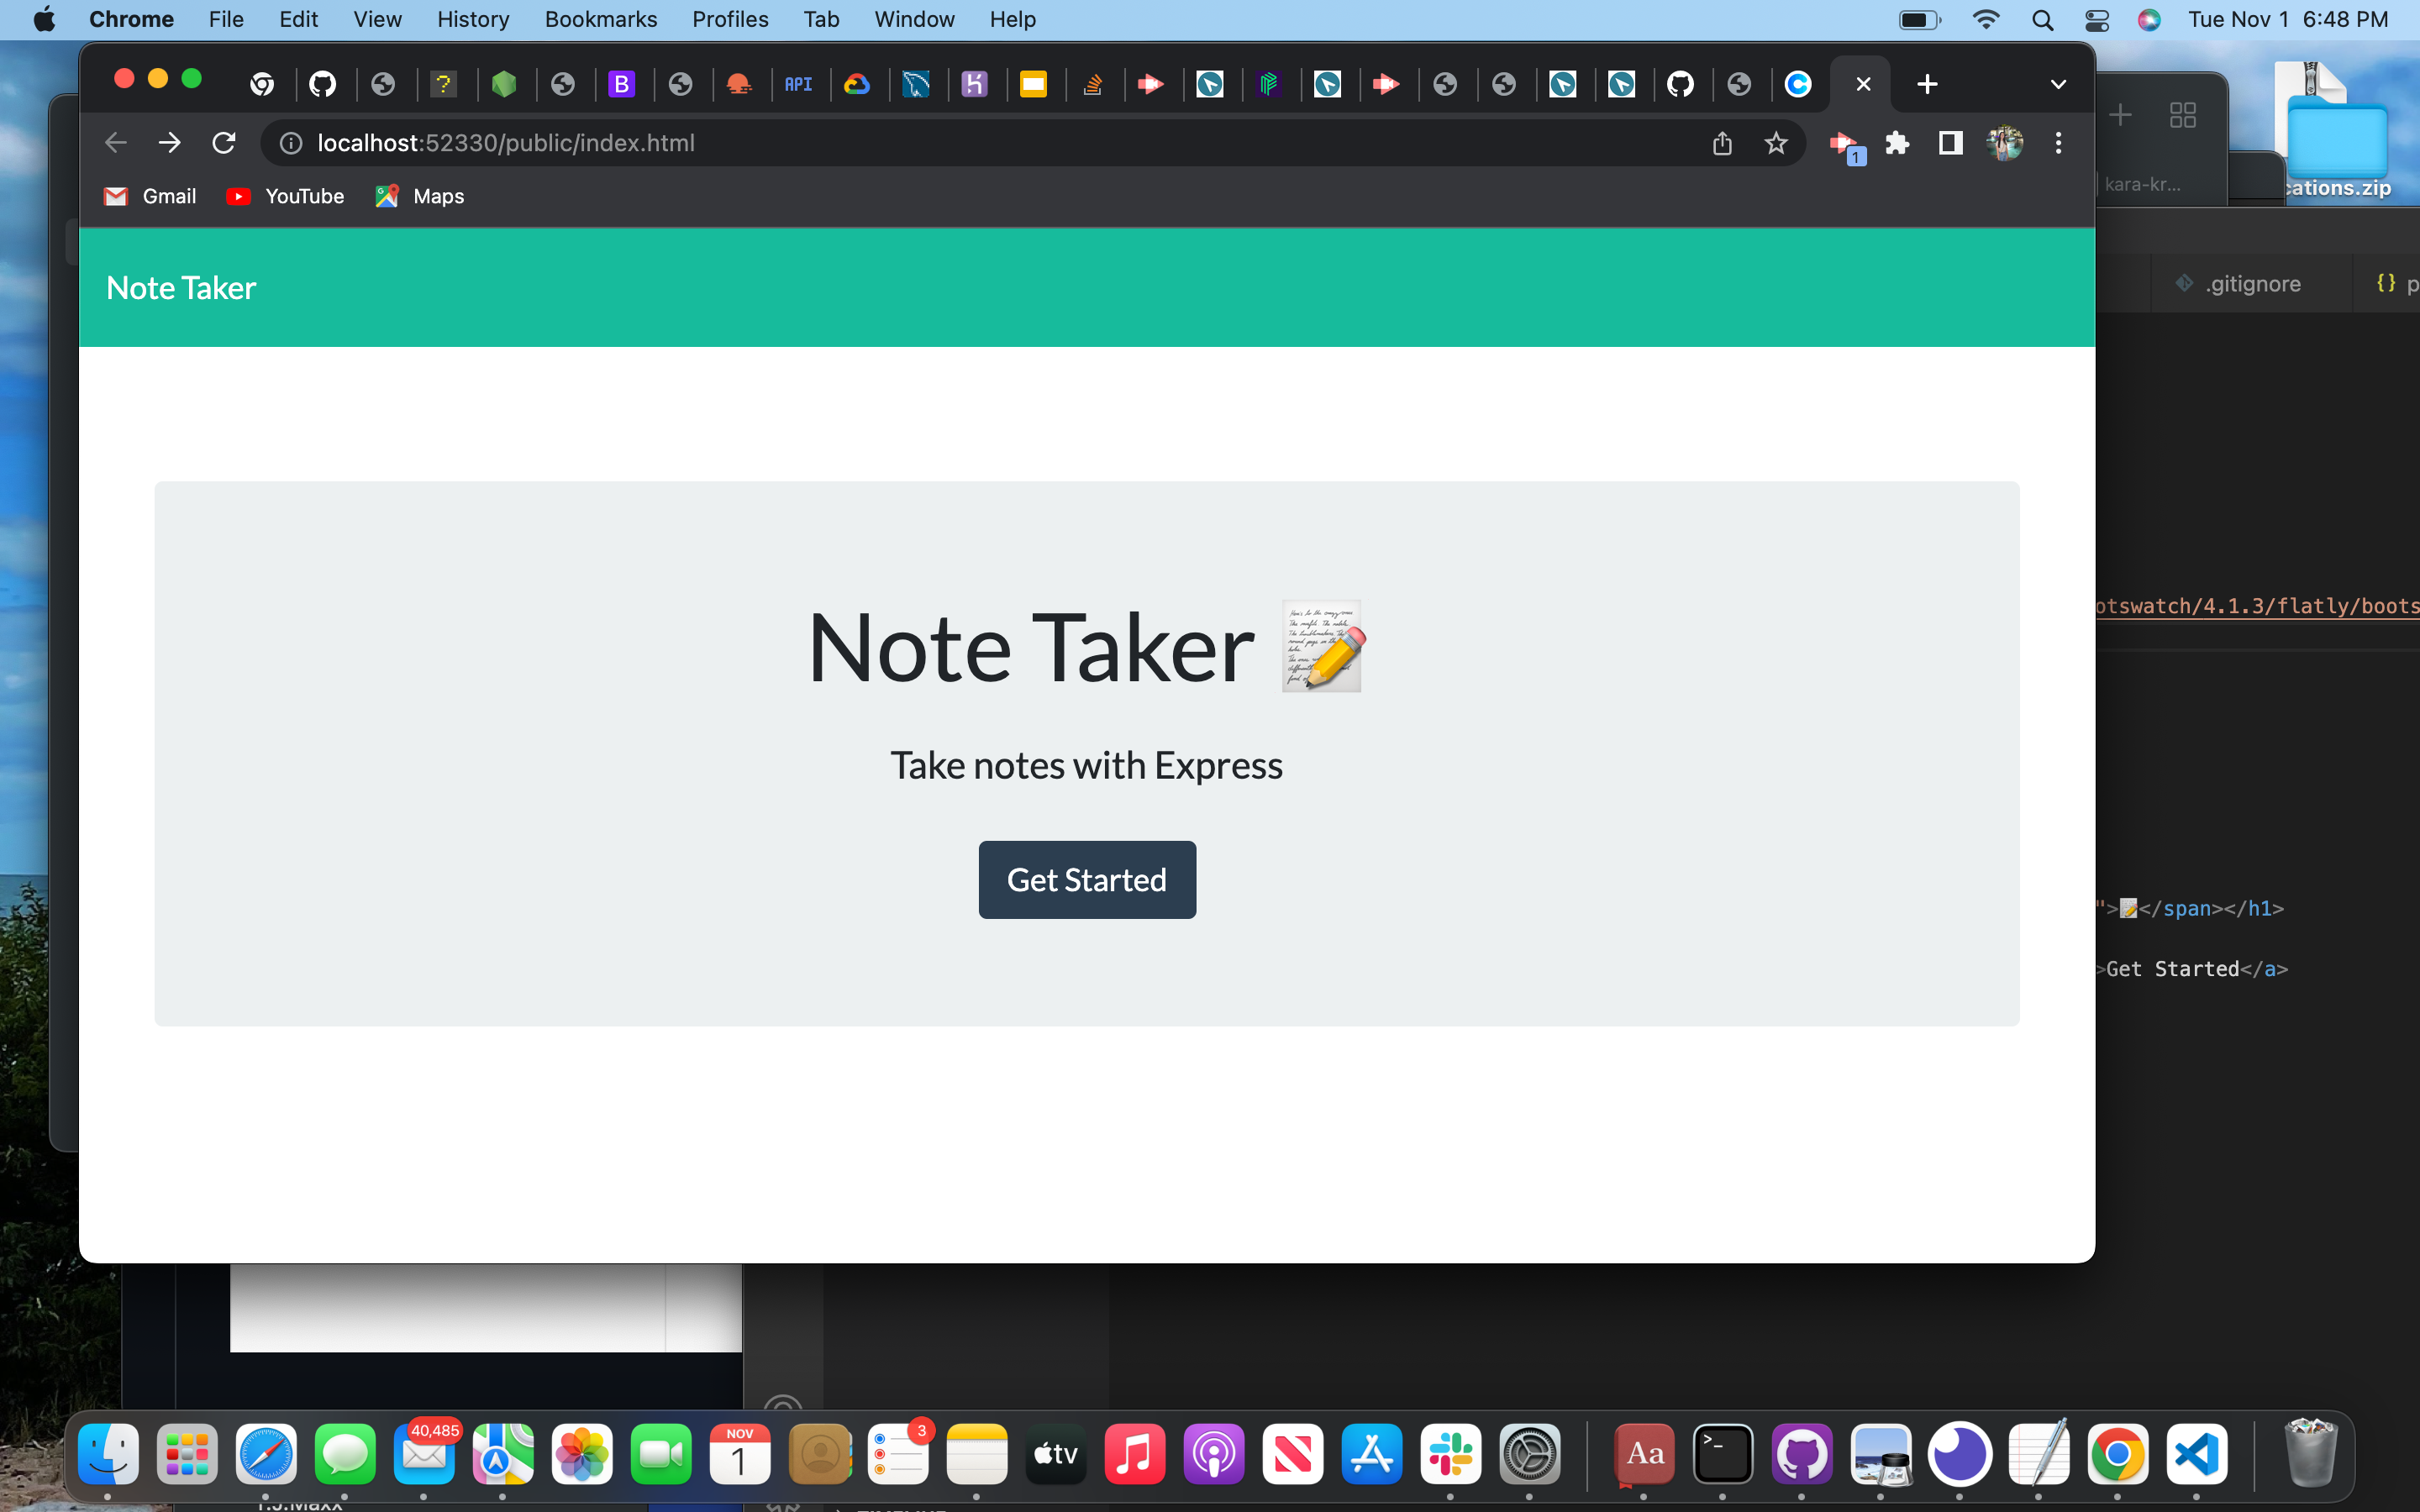 Chrome File Edit View History Bookmarks Profiles Tab Window Help Tue Nov 1 6:48 PM
localhost:52330/public/index.html
1
Gmail YouTube Maps
cations.zip
kara-kr...
.gitignore {} p
Note Taker
otswatch/4.1.3/flatly/boots
Note Taker 📝
Take notes with Express
Get Started
">📝</span></h1>
>Get Started</a>
API
B
40,485
NOV
1
3
tv
Aa
>_
T.J.Maxx